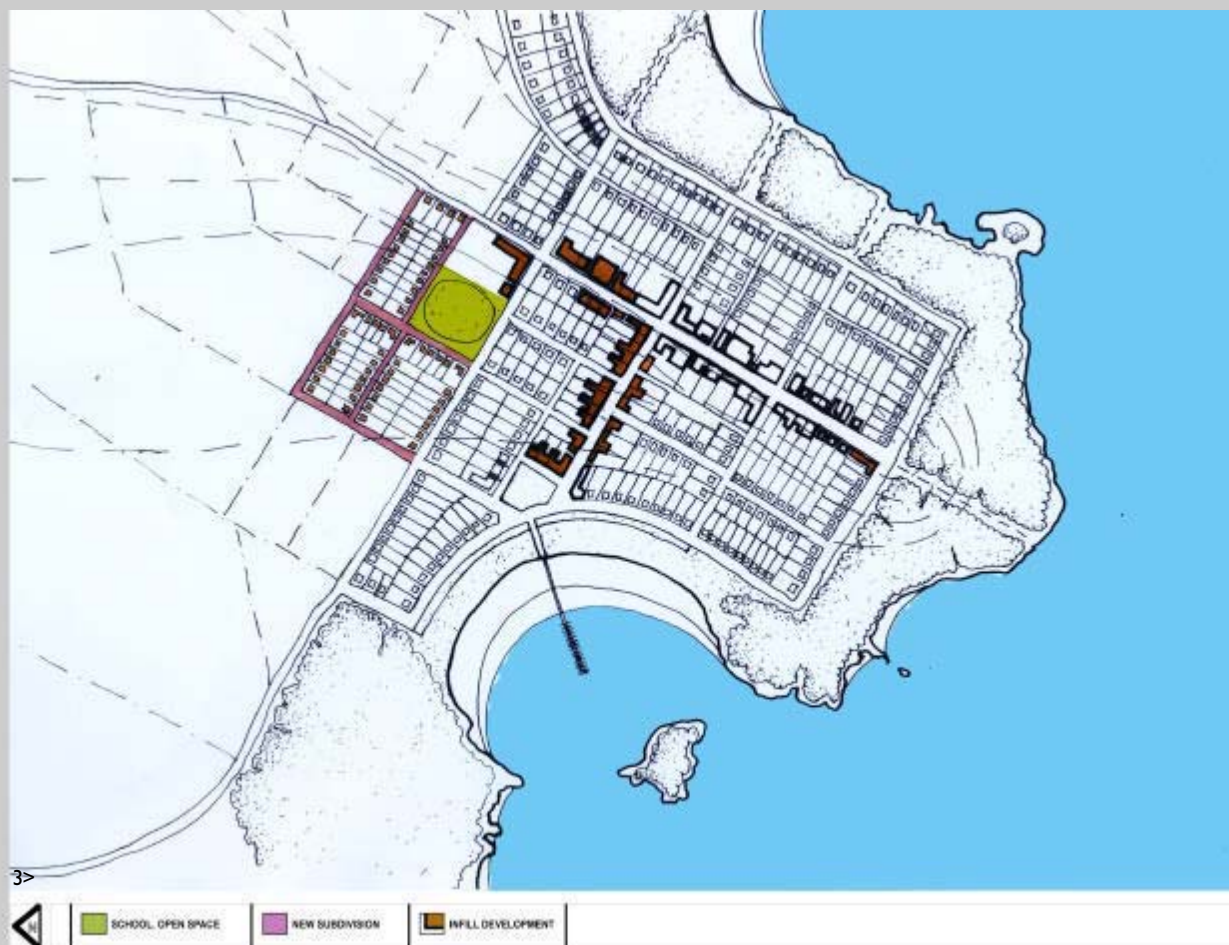 3>
N
SCHOOL, OPEN SPACE
NEW SUBDIVISION
INFILL DEVELOPMENT